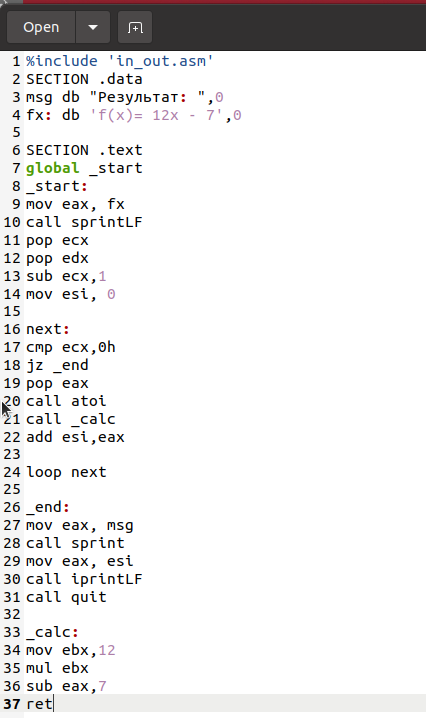 Open
1 %include 'in_out.asm'
2 SECTION .data
3 msg db "Результат: ",0
4 fx: db 'f(x)= 12x - 7',0
5
6 SECTION .text
7 global _start
8 _start:
9 mov eax, fx
10 call sprintLF
11 pop ecx
12 pop edx
13 sub ecx,1
14 mov esi, 0
15
16 next:
17 cmp ecx,0h
18 jz _end
19 pop eax
20 call atoi
21 call _calc
22 add esi,eax
23
24 loop next
25
26 _end:
27 mov eax, msg
28 call sprint
29 mov eax, esi
30 call iprintLF
31 call quit
32
33 _calc:
34 mov ebx,12
35 mul ebx
36 sub eax,7
37 ret